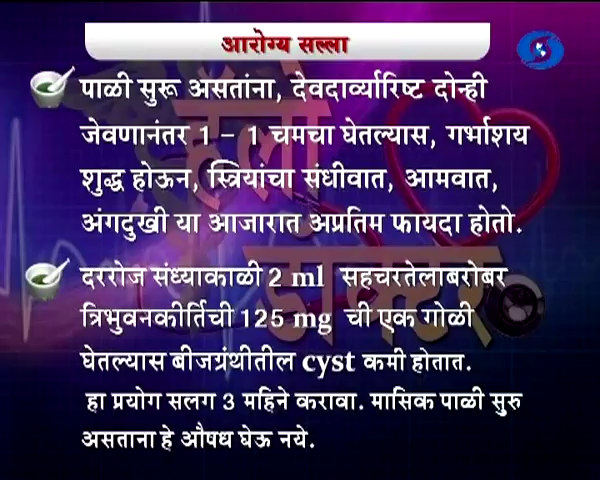 आरोग्य सल्ला
पाळी सुरू असतांना, देवदार्व्यारिष्ट दोन्ही
जेवणानंतर 1 – 1 चमचा घेतल्यास, गर्भाशय
शुद्ध होऊन, स्त्रियांचा संधीवात, आमवात,
अंगदुखी या आजारात अप्रतिम फायदा होतो.
दररोज संध्याकाळी 2 ml सहचरतेलाबरोबर
त्रिभुवनकीर्तिची 125 mg ची एक गोळी
घेतल्यास बीजग्रंथीतील cyst कमी होतात.
हा प्रयोग सलग 3 महिने करावा. मासिक पाळी सुरु
असताना हे औषध घेऊ नये.
हॅलो
डॉक्टर